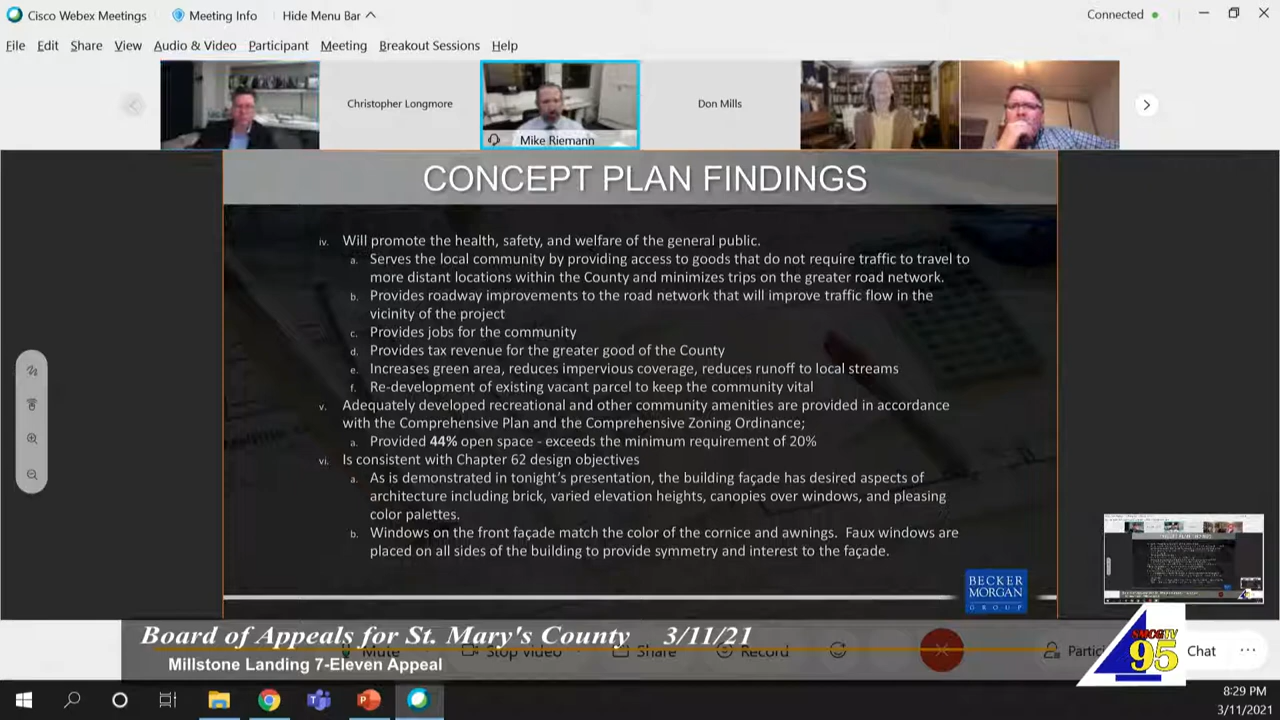 Cisco Webex Meetings Meeting Info Hide Menu Bar Connected
File Edit Share View Audio & Video Participant Meeting Breakout Sessions Help
Christopher Longmore
Mike Riemann
Don Mills
CONCEPT PLAN FINDINGS
iv. Will promote the health, safety, and welfare of the general public.
a. Serves the local community by providing access to goods that do not require traffic to travel to
more distant locations within the County and minimizes trips on the greater road network.
b. Provides roadway improvements to the road network that will improve traffic flow in the
vicinity of the project
c. Provides jobs for the community
d. Provides tax revenue for the greater good of the County
e. Increases green area, reduces impervious coverage, reduces runoff to local streams
f. Re-development of existing vacant parcel to keep the community vital
v. Adequately developed recreational and other community amenities are provided in accordance
with the Comprehensive Plan and the Comprehensive Zoning Ordinance;
a. Provided 44% open space - exceeds the minimum requirement of 20%
vi. Is consistent with Chapter 62 design objectives
a. As is demonstrated in tonight's presentation, the building façade has desired aspects of
architecture including brick, varied elevation heights, canopies over windows, and pleasing
color palettes.
b. Windows on the front façade match the color of the cornice and awnings. Faux windows are
placed on all sides of the building to provide symmetry and interest to the façade.
BECKER
MORGAN
GROUP
Board of Appeals for St. Mary's County 3/11/21
Mute Stop video Share Record Partici Chat
Millstone Landing 7-Eleven Appeal
SMCGTV
95
8:29 PM
3/11/2021